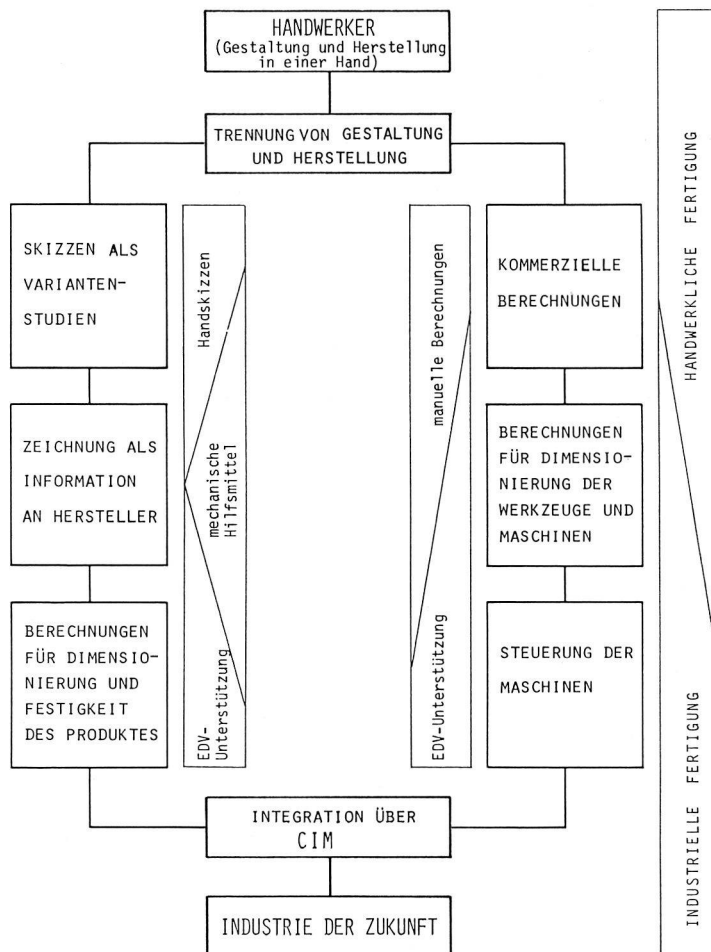 HANDWERKER
(Gestaltung und Herstellung
in einer Hand)
TRENNUNG VON GESTALTUNG
UND HERSTELLUNG
SKIZZEN ALS
VARIANTEN-
STUDIEN
ZEICHNUNG ALS
INFORMATION
AN HERSTELLER
BERECHNUNGEN
FÜR DIMENSIO-
NIERUNG UND
FESTIGKEIT
DES PRODUKTES
Handskizzen
mechanische
Hilfsmittel
EDV-
Unterstützung
manuelle Berechnungen
EDV-Unterstützung
KOMMERZIELLE
BERECHNUNGEN
BERECHNUNGEN
FÜR DIMENSIO-
NIERUNG DER
WERKZEUGE UND
MASCHINEN
STEUERUNG DER
MASCHINEN
HANDWERKLICHE FERTIGUNG
INDUSTRIELLE FERTIGUNG
INTEGRATION ÜBER
CIM
INDUSTRIE DER ZUKUNFT